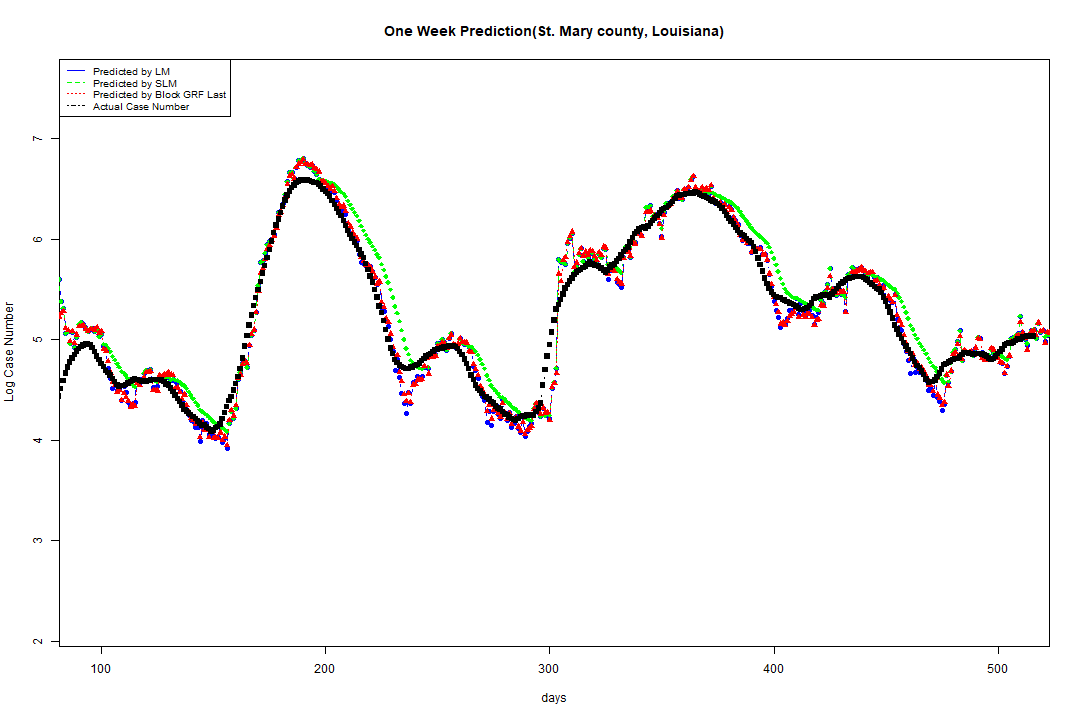 One Week Prediction(St. Mary county, Louisiana)
Predicted by LM
Predicted by SLM
Predicted by Block GRF Last
Actual Case Number
7
6
5
4
3
2
Log Case Number
100 200 300 400 500
days